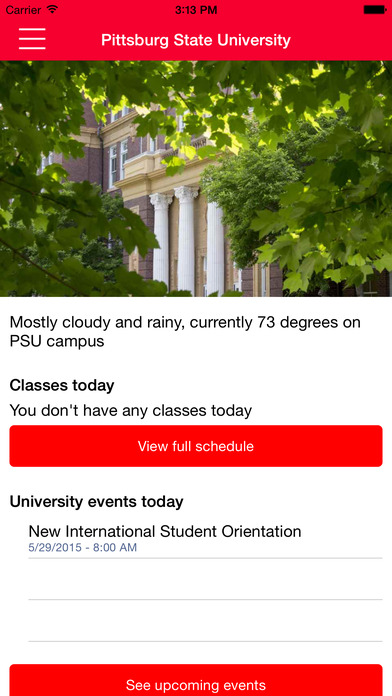 Carrier 3:13 PM
Pittsburg State University
Mostly cloudy and rainy, currently 73 degrees on
PSU campus
Classes today
You don't have any classes today
View full schedule
University events today
New International Student Orientation
5/29/2015 - 8:00 AM
See upcoming events